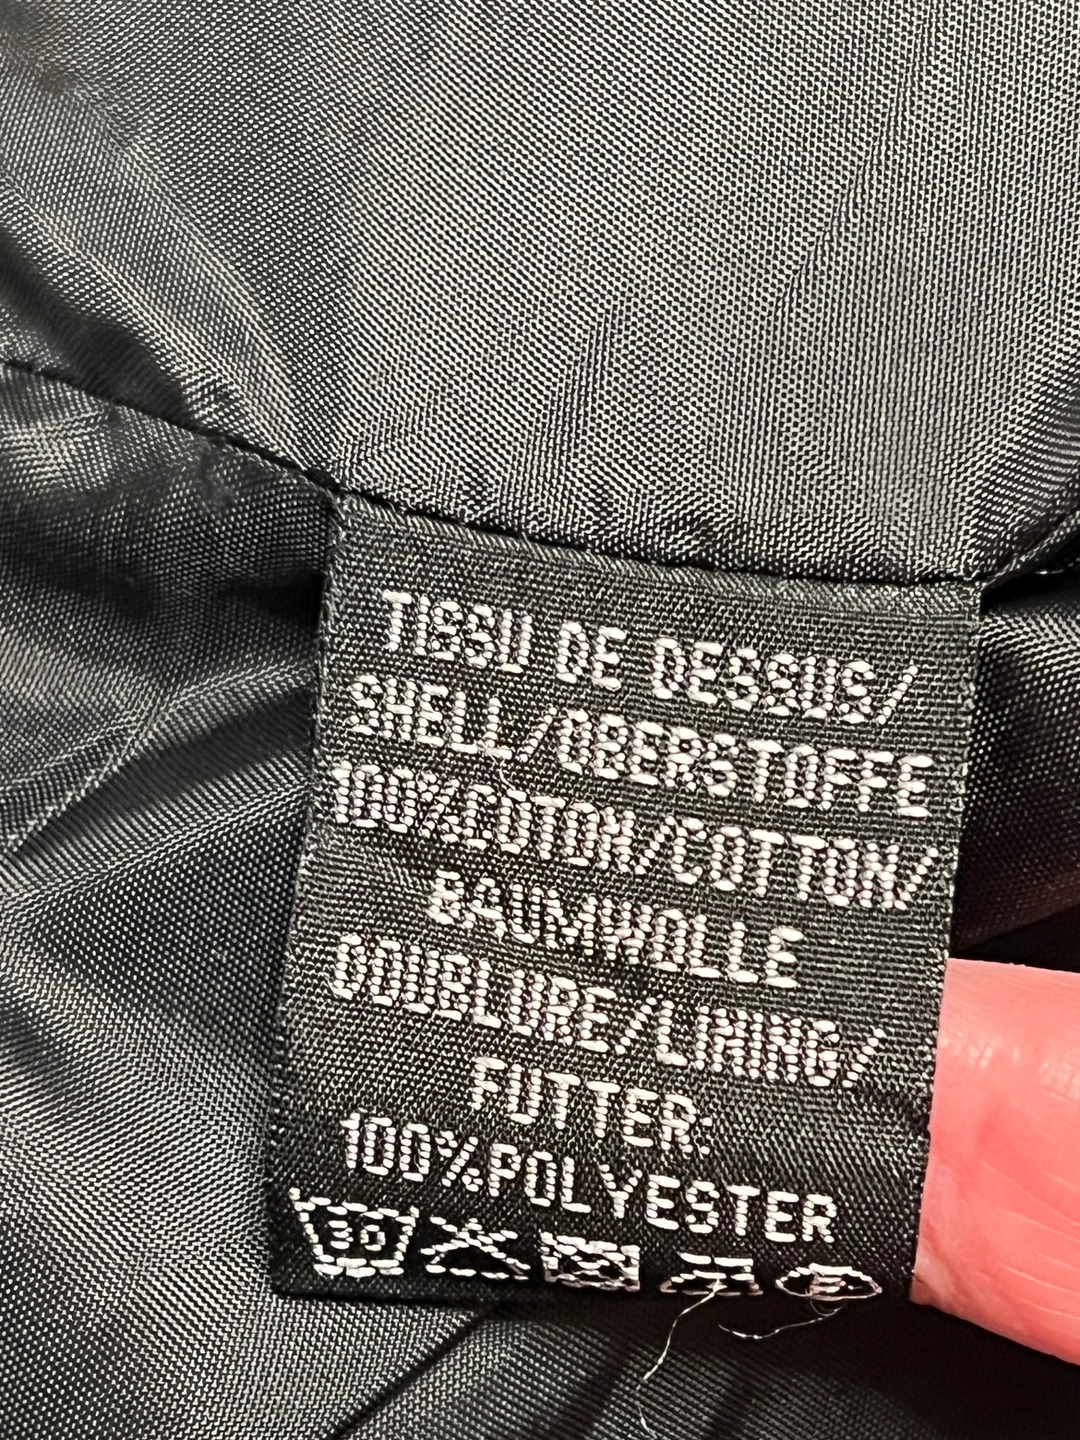 TISSU DE DESSUS/
SHELL/OBERSTOFFE
100%COTON/COTTON/
BAUMWOLLE
DOUBLURE/LINING/
FUTTER:
100%POLYESTER
30